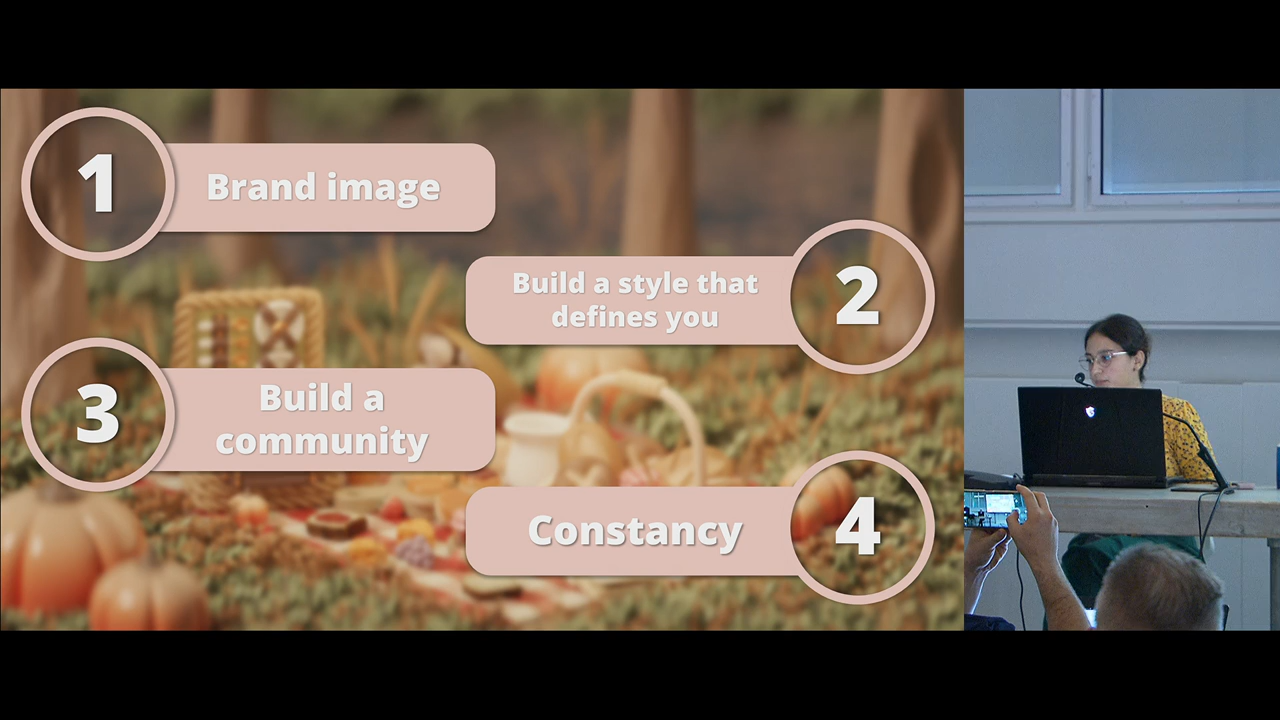 1
Brand image
Build a style that
defines you
2
3
Build a
community
Constancy
4